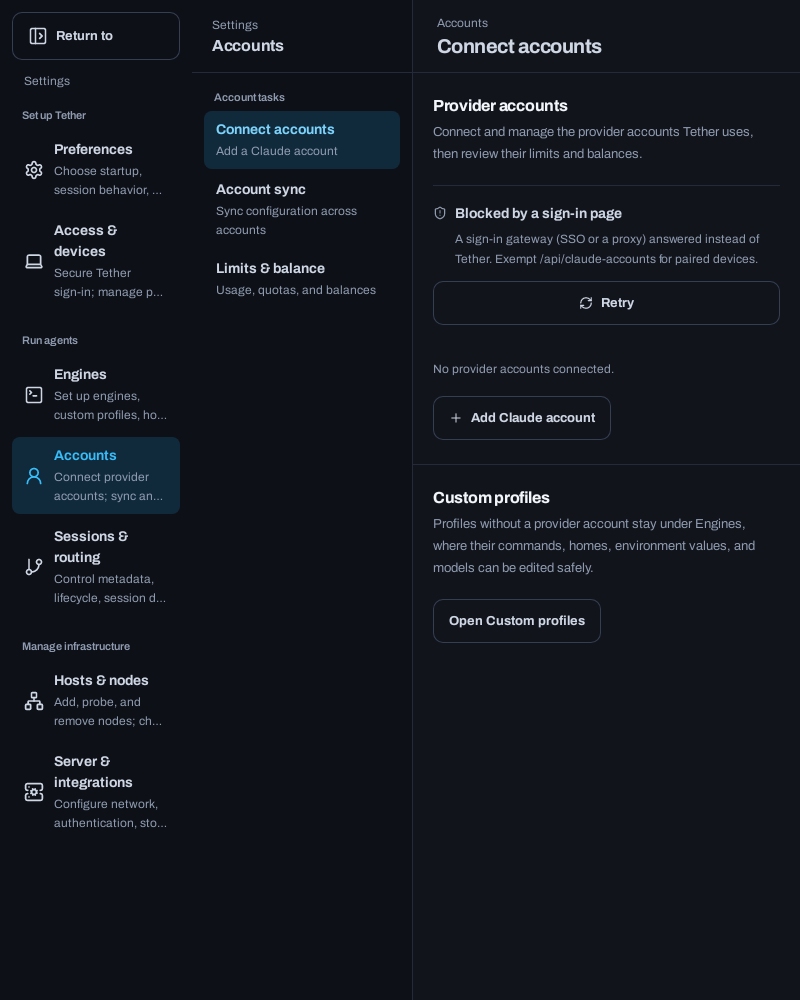 Return to
Settings
Set up Tether
Preferences
Choose startup,
session behavior, ...
Access &
devices
Secure Tether
sign-in; manage p...
Run agents
Engines
Set up engines,
custom profiles, ho...
Accounts
Connect provider
accounts; sync an...
Sessions &
routing
Control metadata,
lifecycle, session d...
Manage infrastructure
Hosts & nodes
Add, probe, and
remove nodes; ch...
Server &
integrations
Configure network,
authentication, sto...
Settings
Accounts
Account tasks
Connect accounts
Add a Claude account
Account sync
Sync configuration across
accounts
Limits & balance
Usage, quotas, and balances
Accounts
Connect accounts
Provider accounts
Connect and manage the provider accounts Tether uses,
then review their limits and balances.
Blocked by a sign-in page
A sign-in gateway (SSO or a proxy) answered instead of
Tether. Exempt /api/claude-accounts for paired devices.
Retry
No provider accounts connected.
Add Claude account
Custom profiles
Profiles without a provider account stay under Engines,
where their commands, homes, environment values, and
models can be edited safely.
Open Custom profiles